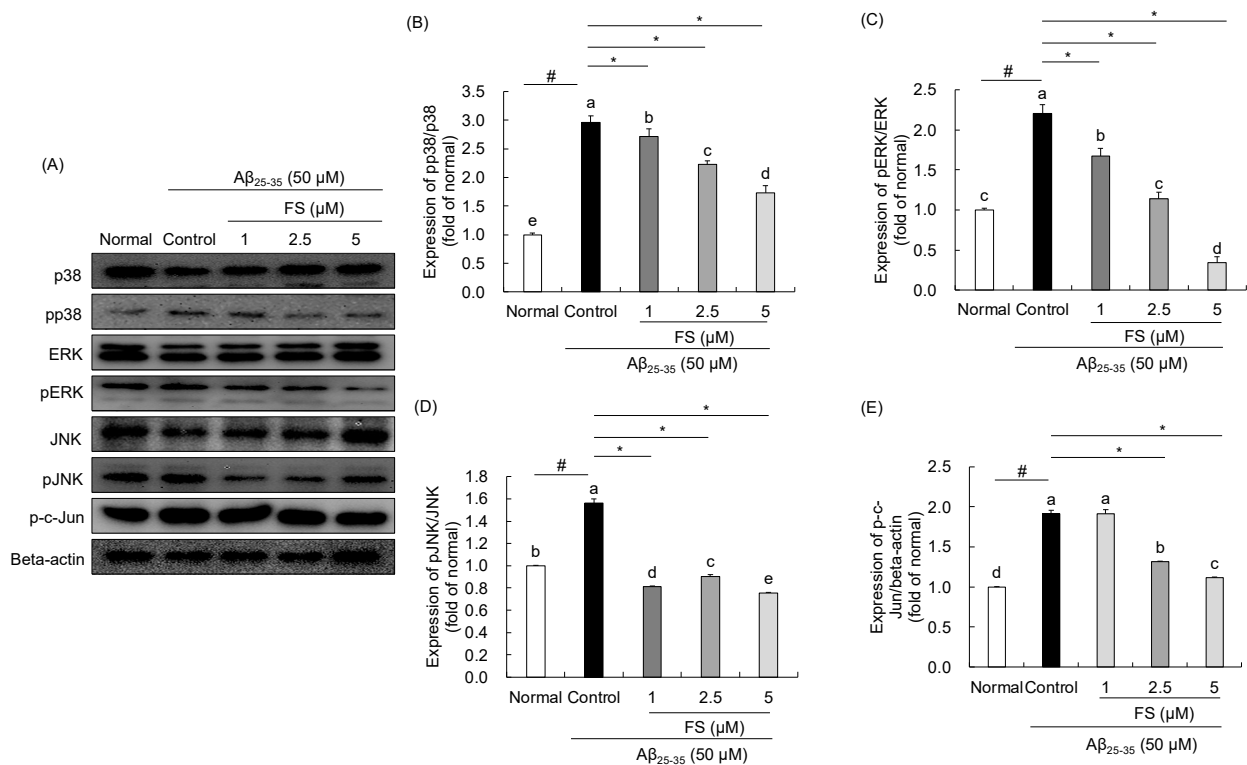 (A)
Aβ25-35 (50 µM)
FS (µM)
Normal Control 1 2.5 5
p38
pp38
ERK
pERK
JNK
pJNK
p-c-Jun
Beta-actin
(B)
*
*
*
#
Expression of pp38/p38
(fold of normal)
3.5
3.0
2.5
2.0
1.5
1.0
0.5
0.0
e a b c d
Normal Control 1 2.5 5
FS (µM)
Aβ25-35 (50 µM)
(C)
*
*
*
#
Expression of pERK/ERK
(fold of normal)
2.5
2.0
1.5
1.0
0.5
0.0
c a b c d
Normal Control 1 2.5 5
FS (µM)
Aβ25-35 (50 µM)
(D)
*
*
*
#
Expression of pJNK/JNK
(fold of normal)
1.8
1.6
1.4
1.2
1.0
0.8
0.6
0.4
0.2
0.0
b a d c e
Normal Control 1 2.5 5
FS (µM)
Aβ25-35 (50 µM)
(E)
*
*
#
Expression of p-c-
Jun/beta-actin
(fold of normal)
2.5
2.0
1.5
1.0
0.5
0.0
d a a b c
Normal Control 1 2.5 5
FS (µM)
Aβ25-35 (50 µM)